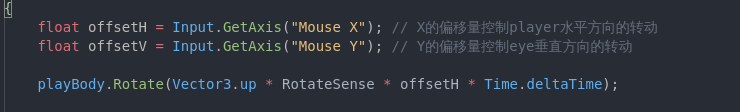 {
float offsetH = Input.GetAxis("Mouse X"); // X的偏移量控制player水平方向的转动
float offsetV = Input.GetAxis("Mouse Y"); // Y的偏移量控制eye垂直方向的转动
playBody.Rotate(Vector3.up * RotateSense * offsetH * Time.deltaTime);